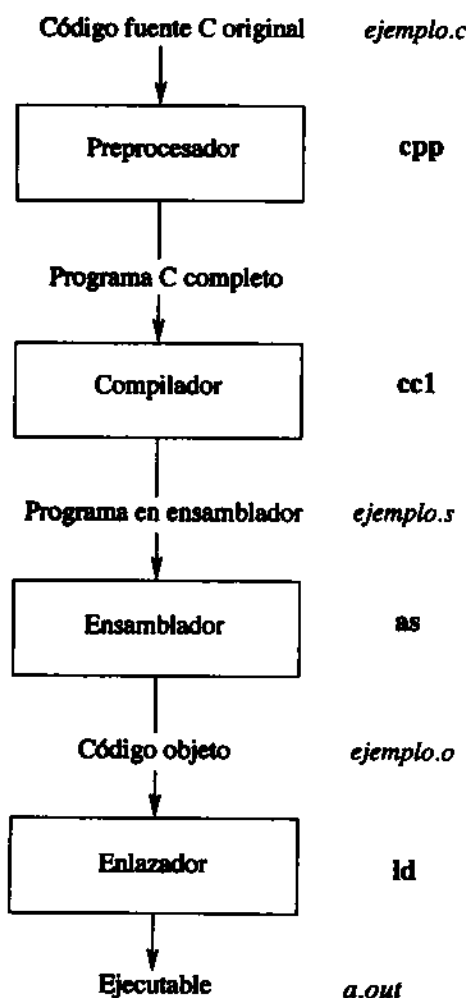 Código fuente C original ejemplo.c
Preprocesador cpp
Programa C completo
Compilador cc1
Programa en ensamblador ejemplo.s
Ensamblador as
Código objeto ejemplo.o
Enlazador ld
Ejecutable a.out